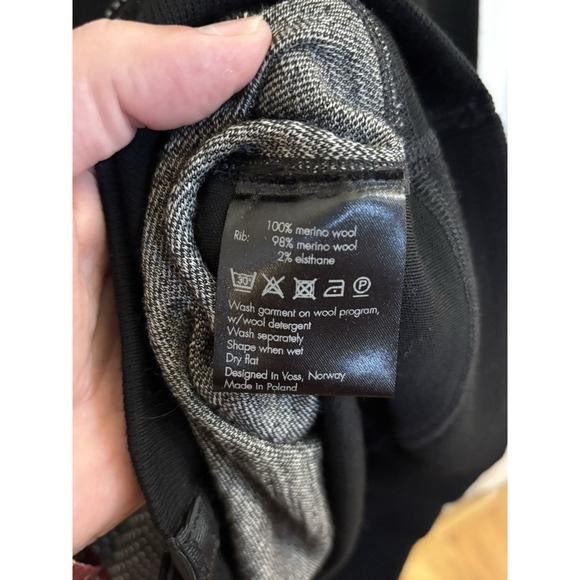 100% merino wool
Rib: 98% merino wool
2% elsthane
30°
P
Wash garment on wool program,
w/wool detergent
Wash separately
Shape when wet
Dry flat
Designed in Voss, Norway
Made in Poland